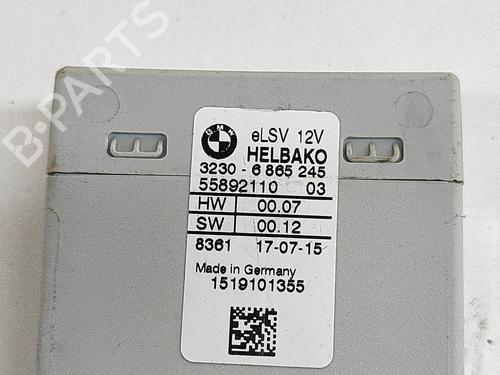 B-PARTS
BMW
eLSV 12V
HELBAKO
3230 - 6 865 245
55892110 03
HW 00.07
SW 00.12
8361 17-07-15
Made in Germany
1519101355